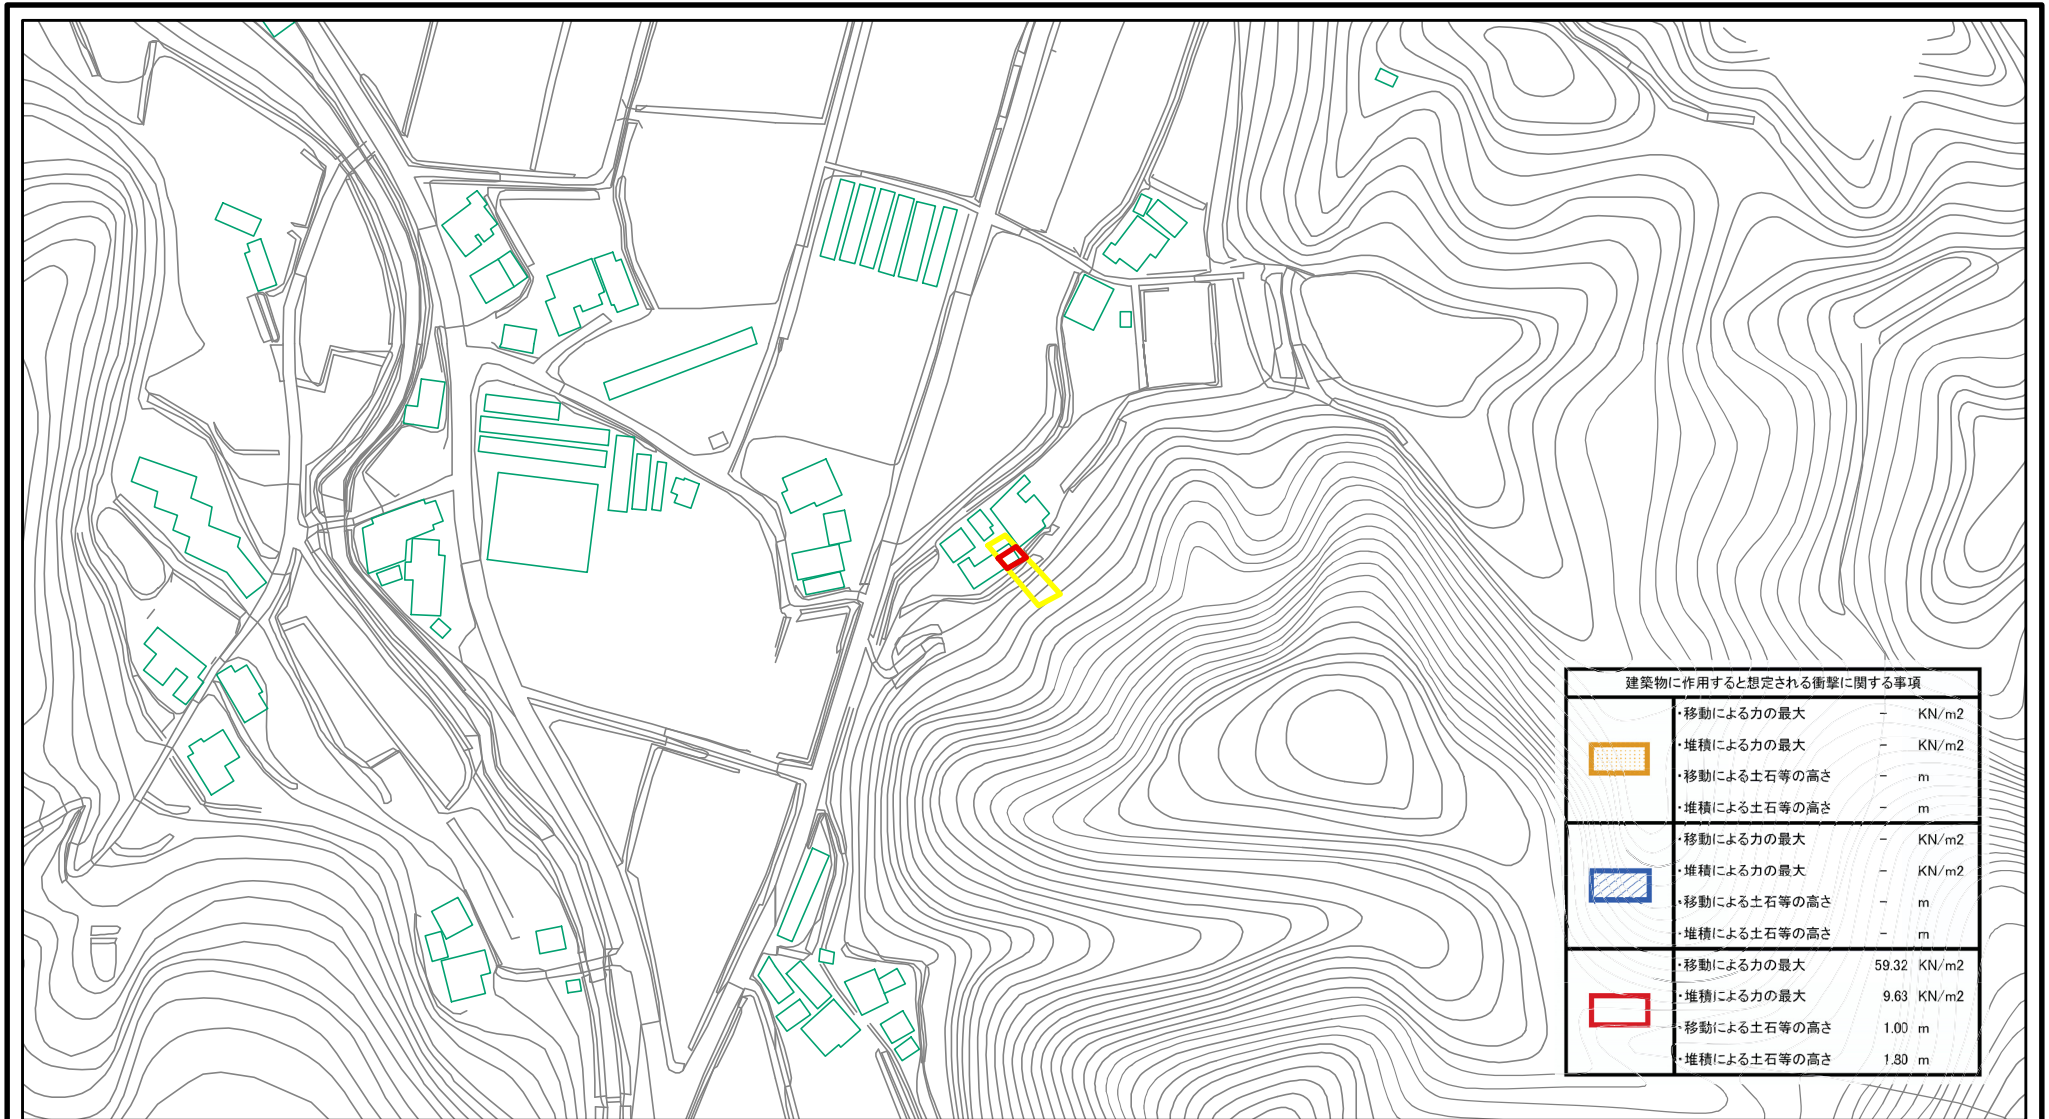 建築物に作用すると想定される衝撃に関する事項
・移動による力の最大 - KN/m2
・堆積による力の最大 - KN/m2
・移動による土石等の高さ - m
・堆積による土石等の高さ - m
・移動による力の最大 - KN/m2
・堆積による力の最大 - KN/m2
・移動による土石等の高さ - m
・堆積による土石等の高さ - m
・移動による力の最大 59.32 KN/m2
・堆積による力の最大 9.63 KN/m2
・移動による土石等の高さ 1.00 m
・堆積による土石等の高さ 1.80 m